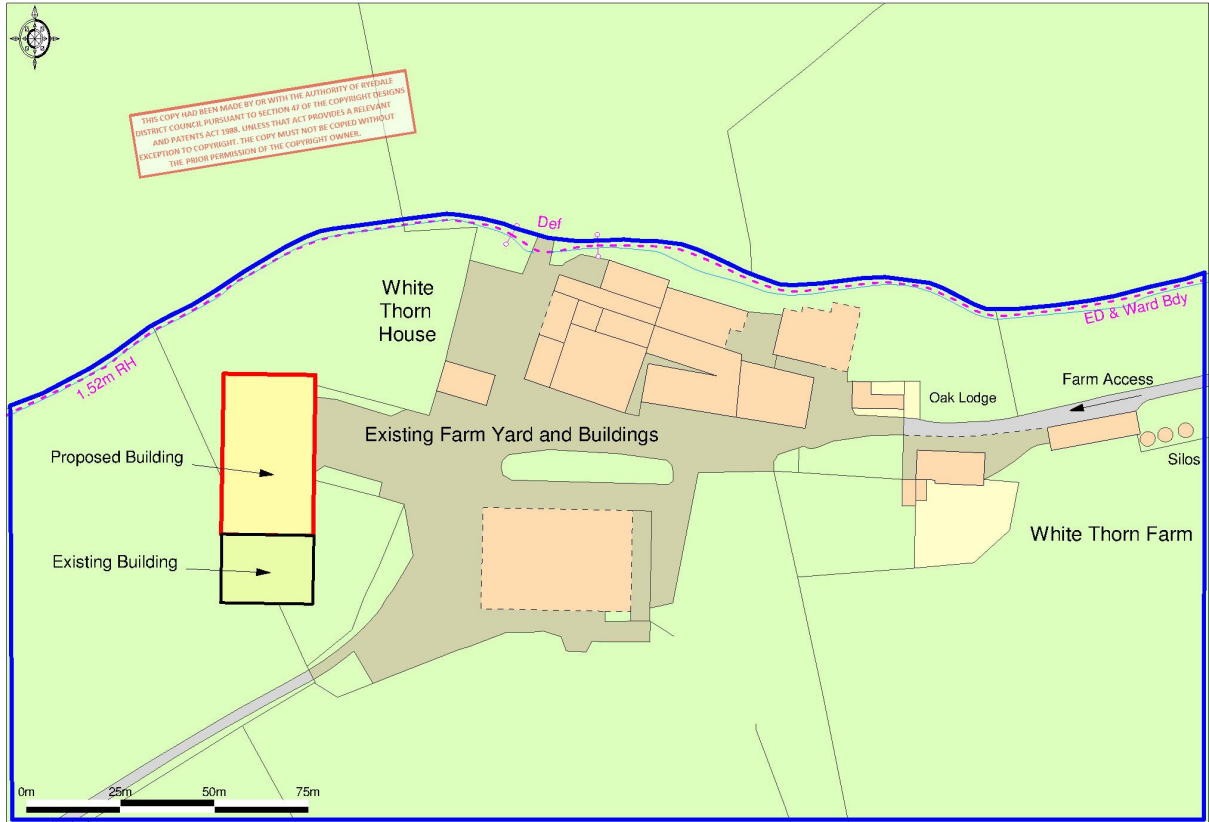 THIS COPY HAD BEEN MADE BY OR WITH THE AUTHORITY OF RYEDALE
DISTRICT COUNCIL PURSUANT TO SECTION 47 OF THE COPYRIGHT DESIGNS
AND PATENTS ACT 1988. UNLESS THAT ACT PROVIDES A RELEVANT
EXCEPTION TO COPYRIGHT. THE COPY MUST NOT BE COPIED WITHOUT
THE PRIOR PERMISSION OF THE COPYRIGHT OWNER.
Def
White
Thorn
House
ED & Ward Bdy
1.52m RH
Farm Access
Oak Lodge
Existing Farm Yard and Buildings
Proposed Building
Silos
White Thorn Farm
Existing Building
0m 25m 50m 75m